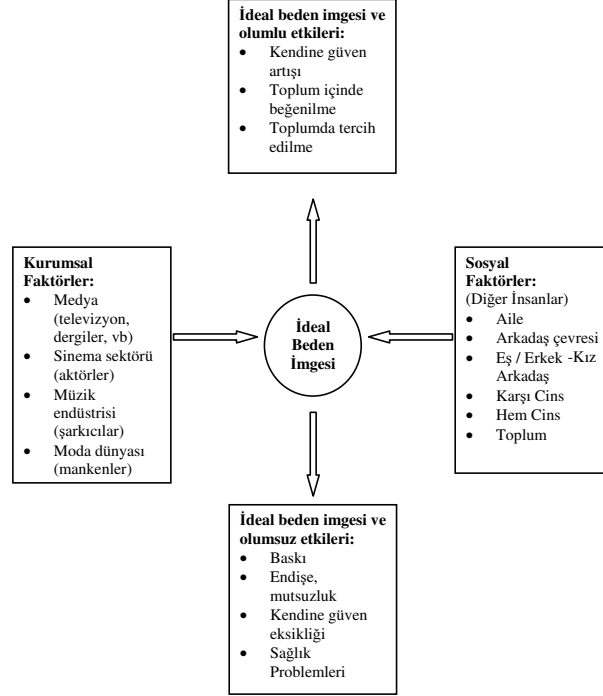 İdeal beden imgesi ve
olumlu etkileri:
• Kendine güven
artışı
• Toplum içinde
beğenilme
• Toplumda tercih
edilme
Kurumsal
Faktörler:
• Medya
(televizyon,
dergiler, vb)
• Sinema sektörü
(aktörler)
• Müzik
endüstrisi
(şarkıcılar)
• Moda dünyası
(mankenler)
İdeal
Beden
İmgesi
Sosyal
Faktörler:
(Diğer İnsanlar)
• Aile
• Arkadaş çevresi
• Eş / Erkek -Kız
Arkadaş
• Karşı Cins
• Hem Cins
• Toplum
İdeal beden imgesi ve
olumsuz etkileri:
• Baskı
• Endişe,
mutsuzluk
• Kendine güven
eksikliği
• Sağlık
Problemleri